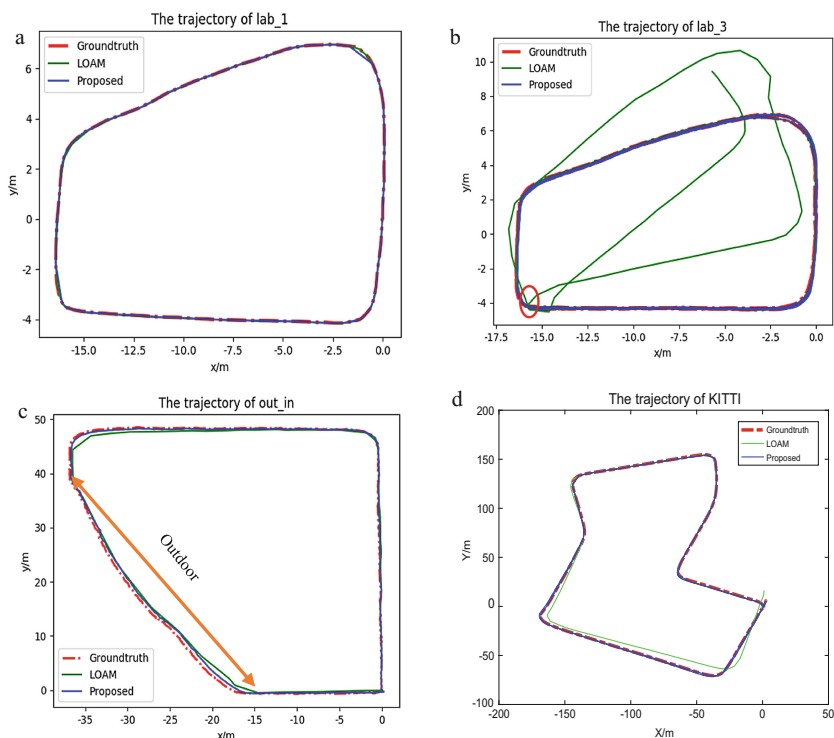 a
The trajectory of lab_1
Groundtruth
LOAM
Proposed
y/m
6
4
2
0
-2
-4
-15.0 -12.5 -10.0 -7.5 -5.0 -2.5 0.0
x/m
b
The trajectory of lab_3
Groundtruth
LOAM
Proposed
y/m
10
8
6
4
2
0
-2
-4
-17.5 -15.0 -12.5 -10.0 -7.5 -5.0 -2.5 0.0
x/m
c
The trajectory of out_in
y/m
50
40
30
20
10
0
Outdoor
Groundtruth
LOAM
Proposed
-35 -30 -25 -20 -15 -10 -5 0
x/m
d
The trajectory of KITTI
Groundtruth
LOAM
Proposed
Y/m
200
150
100
50
0
-50
-100
-200 -150 -100 -50 0 50
X/m